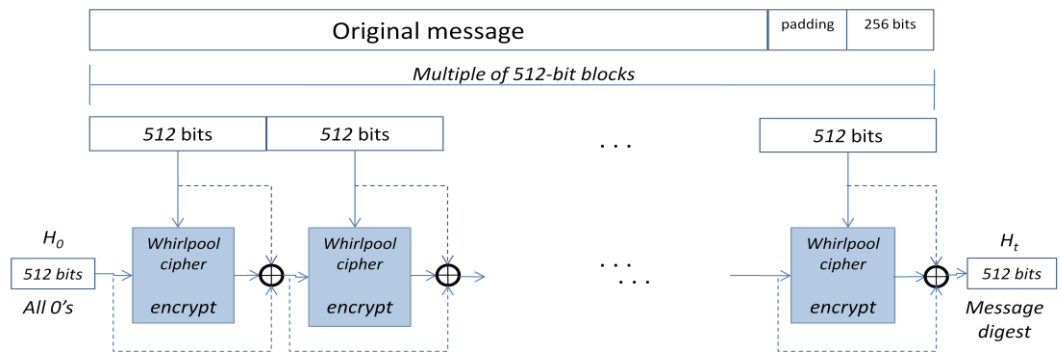 Original message
padding
256 bits
Multiple of 512-bit blocks
512 bits
512 bits
. . .
512 bits
H0
512 bits
All 0's
Whirlpool
cipher
encrypt
Whirlpool
cipher
encrypt
. . .
. . .
Whirlpool
cipher
encrypt
Ht
512 bits
Message
digest